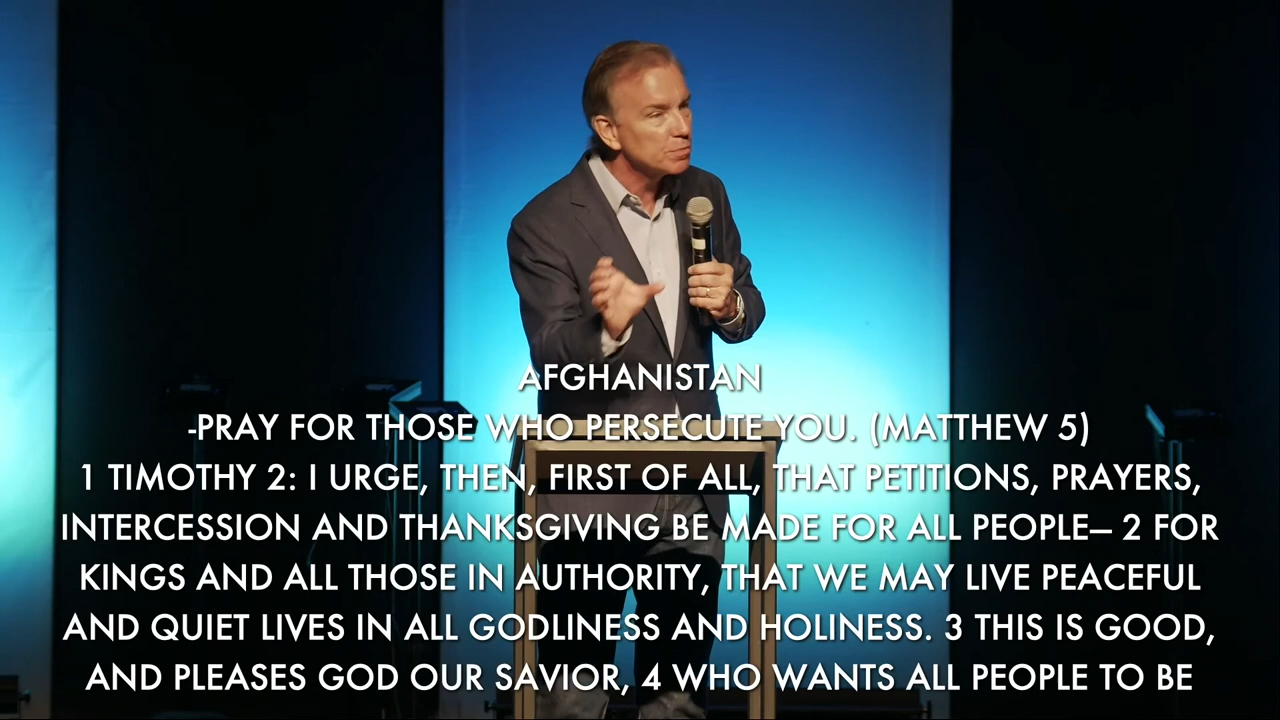 AFGHANISTAN
-PRAY FOR THOSE WHO PERSECUTE YOU. (MATTHEW 5)
1 TIMOTHY 2: I URGE, THEN, FIRST OF ALL, THAT PETITIONS, PRAYERS,
INTERCESSION AND THANKSGIVING BE MADE FOR ALL PEOPLE— 2 FOR
KINGS AND ALL THOSE IN AUTHORITY, THAT WE MAY LIVE PEACEFUL
AND QUIET LIVES IN ALL GODLINESS AND HOLINESS. 3 THIS IS GOOD,
AND PLEASES GOD OUR SAVIOR, 4 WHO WANTS ALL PEOPLE TO BE